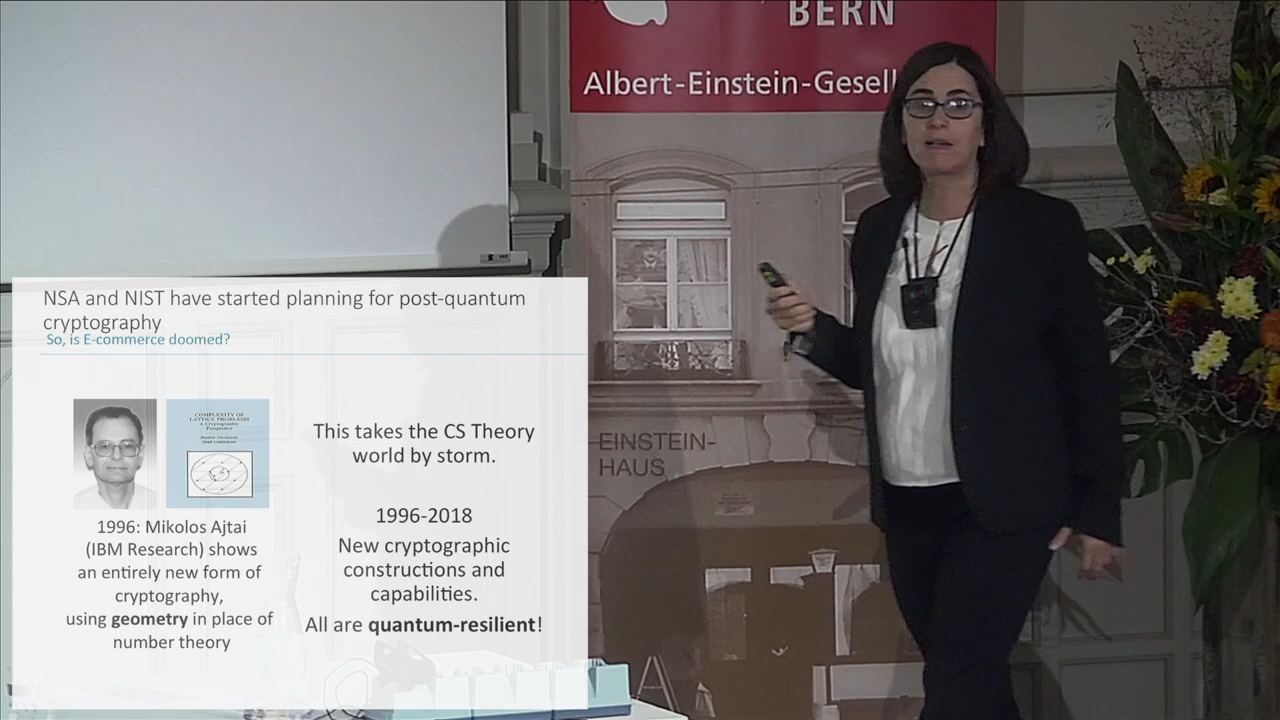 BERN
Albert-Einstein-Gesell
NSA and NIST have started planning for post-quantum
cryptography
So, is E-commerce doomed?
COMPLEXITY OF
LATTICE PROBLEMS
A Cryptographic
Perspective
This takes the CS Theory
world by storm.
1996-2018
New cryptographic
constructions and
capabilities.
All are quantum-resilient!
1996: Mikolos Ajtai
(IBM Research) shows
an entirely new form of
cryptography,
using geometry in place of
number theory
EINSTEIN-
HAUS